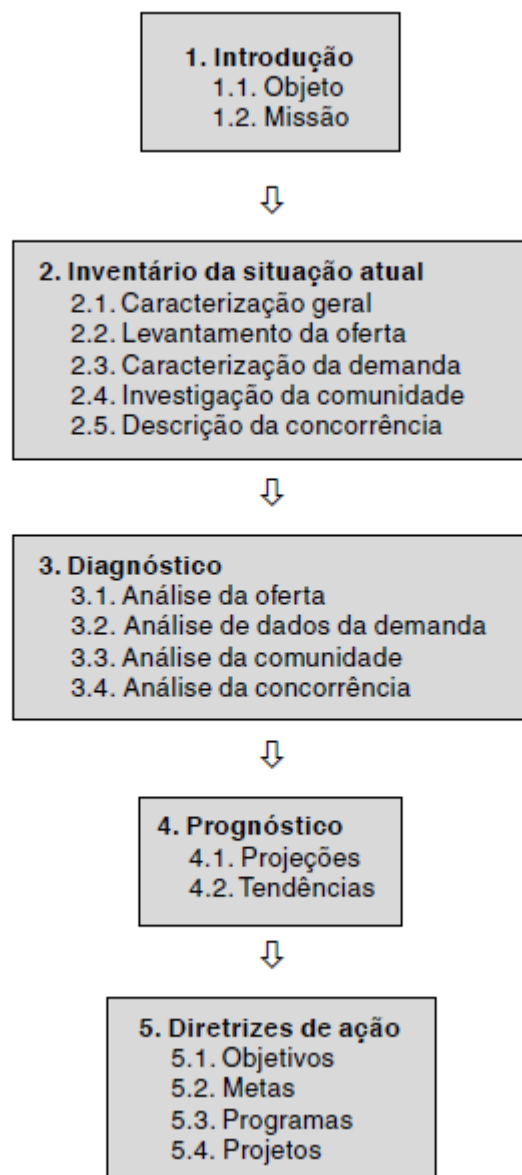 1. Introdução
1.1. Objeto
1.2. Missão
2. Inventário da situação atual
2.1. Caracterização geral
2.2. Levantamento da oferta
2.3. Caracterização da demanda
2.4. Investigação da comunidade
2.5. Descrição da concorrência
3. Diagnóstico
3.1. Análise da oferta
3.2. Análise de dados da demanda
3.3. Análise da comunidade
3.4. Análise da concorrência
4. Prognóstico
4.1. Projeções
4.2. Tendências
5. Diretrizes de ação
5.1. Objetivos
5.2. Metas
5.3. Programas
5.4. Projetos